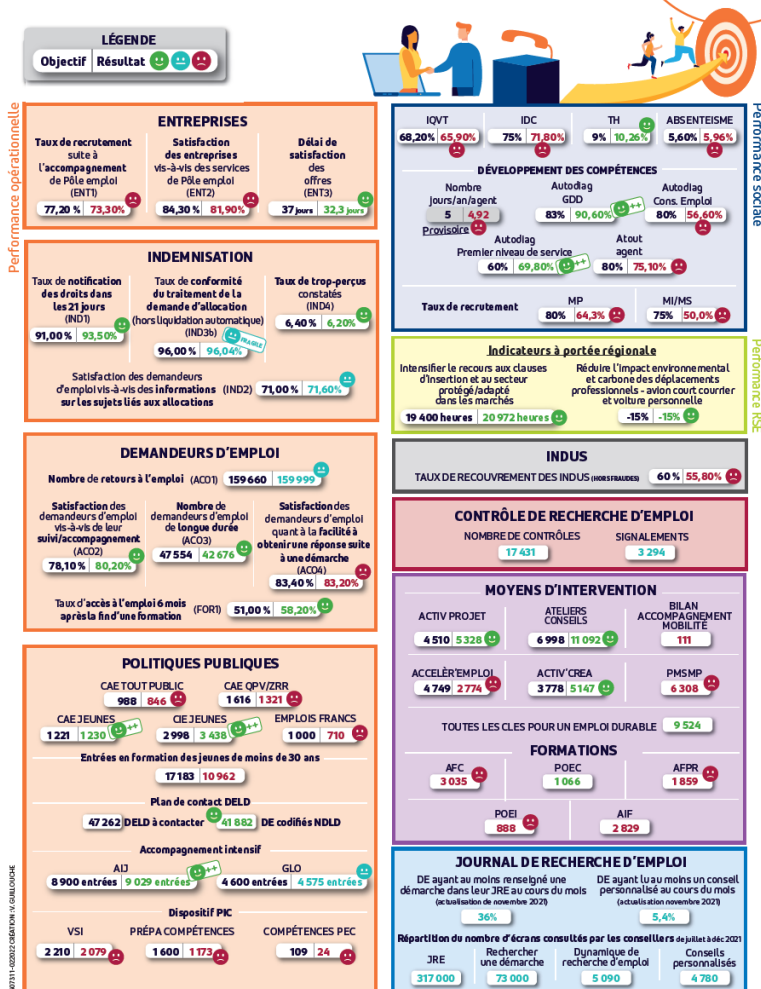 LÉGENDE
Objectif | Résultat
Performance opérationnelle
ENTREPRISES
Taux de recrutement
suite à
l'accompagnement
de Pôle emploi
(ENT1)
77,20 % | 73,30%
Satisfaction
des entreprises
vis-à-vis des services
de Pôle emploi
(ENT2)
84,30 % | 81,90%
Délai de
satisfaction
des
offres
(ENT3)
37 jours | 32,3 jours
INDEMNISATION
Taux de notification
des droits dans
les 21 jours
(IND1)
91,00 % | 93,50%
Taux de conformité
du traitement de la
demande d'allocation
(hors liquidation automatique)
(IND3b)
FRAGILE
96,00 % | 96,04%
Taux de trop-perçus
constatés
(IND4)
6,40 % | 6,20%
Satisfaction des demandeurs
d'emploi vis-à-vis des informations (IND2) 71,00 % | 71,60%
sur les sujets liés aux allocations
DEMANDEURS D'EMPLOI
Nombre de retours à l'emploi (ACO1) 159 660 | 159 999
Satisfaction des
demandeurs d'emploi
vis-à-vis de leur
suivi/accompagnement
(ACO2)
78,10 % | 80,20%
Nombre de
demandeurs d'emploi
de longue durée
(ACO3)
47 554 | 42 676
Satisfaction des
demandeurs d'emploi
quant à la facilité à
obtenir une réponse suite
à une démarche
(ACO4)
83,40 % | 83,20%
Taux d'accès à l'emploi 6 mois
après la fin d'une formation (FOR1) 51,00 % | 58,20%
POLITIQUES PUBLIQUES
CAE TOUT PUBLIC
988 | 846
CAE QPV/ZRR
1 616 | 1 321
CAE JEUNES
1 221 | 1 230 ++
CIE JEUNES
2 998 | 3 438 ++
EMPLOIS FRANCS
1 000 | 710
Entrées en formation des jeunes de moins de 30 ans
17 183 | 10 962
Plan de contact DELD
47 262 DELD à contacter 41 882 DE codifiés NDLD
Accompagnement intensif
AIJ
8 900 entrées | 9 029 entrées ++
GLO
4 600 entrées | 4 575 entrées
Dispositif PIC
VSI
2 210 | 2 079
PRÉPA COMPÉTENCES
1 600 | 1 173
COMPÉTENCES PEC
109 | 24
Performance sociale
IQVT
68,20% | 65,90%
IDC
75% | 71,80%
TH
9% | 10,26%
ABSENTEISME
5,60% | 5,96%
DÉVELOPPEMENT DES COMPÉTENCES
Nombre
Jours/an/agent
5 | 4,92
Provisoire
Autodiag
GDD
83% | 90,60% ++
Autodiag
Cons. Emploi
80% | 56,60%
Autodiag
Premier niveau de service
60% | 69,80% ++
Atout
agent
80% | 75,10%
Taux de recrutement
MP
80% | 64,3%
MI/MS
75% | 50,0%
Performance RSE
Indicateurs à portée régionale
Intensifier le recours aux clauses
d'insertion et au secteur
protégé/adapté
dans les marchés
19 400 heures | 20 972 heures
Réduire l'impact environnemental
et carbone des déplacements
professionnels - avion court courrier
et voiture personnelle
-15% | -15%
INDUS
TAUX DE RECOUVREMENT DES INDUS (HORS FRAUDES) 60 % | 55,80%
CONTRÔLE DE RECHERCHE D'EMPLOI
NOMBRE DE CONTRÔLES
17 431
SIGNALEMENTS
3 294
MOYENS D'INTERVENTION
ACTIV PROJET
4 510 | 5 328
ATELIERS
CONSEILS
6 998 | 11 092
BILAN
ACCOMPAGNEMENT
MOBILITÉ
111
ACCELÈR'EMPLOI
4 749 | 2 774
ACTIV'CREA
3 778 | 5 147
PMSMP
6 308
TOUTES LES CLES POUR UN EMPLOI DURABLE 9 524
FORMATIONS
AFC
3 035
POEC
1 066
AFPR
1 859
POEI
888
AIF
2 829
JOURNAL DE RECHERCHE D'EMPLOI
DE ayant au moins renseigné une
démarche dans leur JRE au cours du mois
(actualisation de novembre 2021)
36%
DE ayant lu au moins un conseil
personnalisé au cours du mois
(actualisation novembre 2021)
5,4%
Répartition du nombre d'écrans consultés par les conseillers de juillet à déc 2021
JRE
317 000
Rechercher
une démarche
73 000
Dynamique de
recherche d'emploi
5 090
Conseils
personnalisés
4 780
407311-022022 CRÉATION : V. GUILLOUCHE